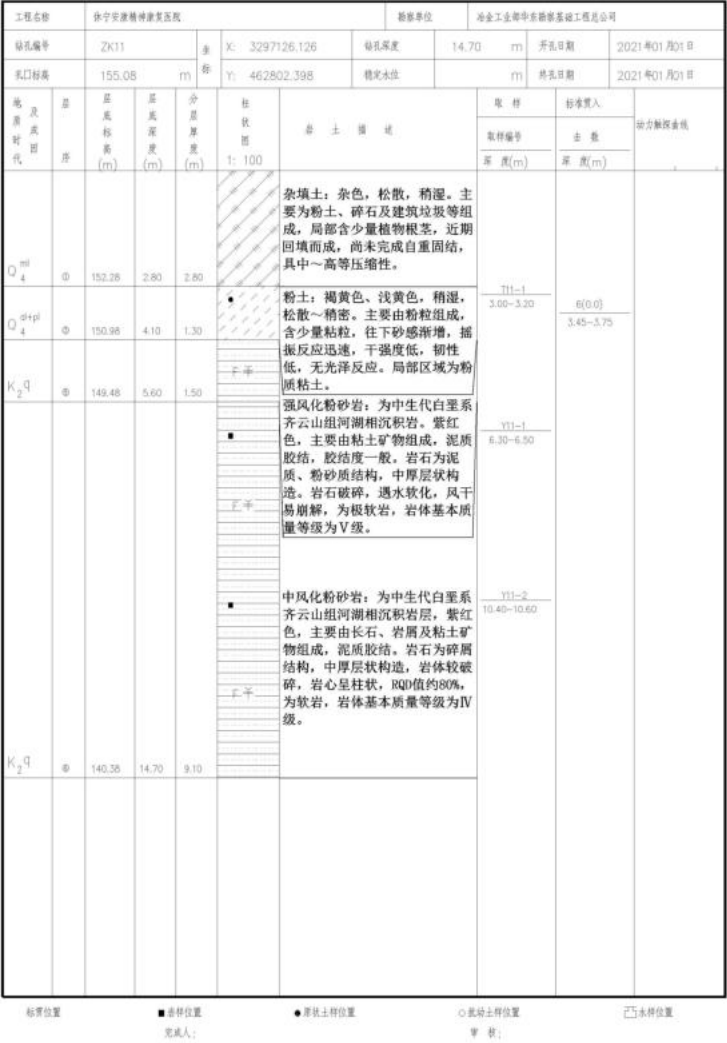 工程名称 休宁安康精神康复医院 勘察单位 冶金工业部华东勘察基础工程总公司
钻孔编号 ZK11 坐标 X: 3297126.126 钻孔深度 14.70 m 开孔日期 2021年01月01日
孔口标高 155.08 m Y: 462802.398 稳定水位 m 终孔日期 2021年01月01日
地质时代及成因
层序
层底标高(m)
层底深度(m)
分层厚度(m)
柱状图
1: 100
岩 土 描 述
取 样
取样编号
深 度(m)
标准贯入
击 数
深 度(m)
动力触探曲线
杂填土：杂色，松散，稍湿。主
要为粉土、碎石及建筑垃圾等组
成，局部含少量植物根茎，近期
回填而成，尚未完成自重固结，
具中～高等压缩性。
Q4ml ① 152.28 2.80 2.80
粉土：褐黄色、浅黄色，稍湿，
松散～稍密。主要由粉粒组成，
含少量粘粒，往下砂感渐增，摇
振反应迅速，干强度低，韧性
低，无光泽反应。局部区域为粉
质粘土。
T11-1
3.00-3.20
6(0.0)
3.45-3.75
Q4al+pl 150.98 4.10 1.30
K2q 149.48 5.60 1.50
强风化粉砂岩：为中生代白垩系
齐云山组河湖相沉积岩。紫红
色，主要由粘土矿物组成，泥质
胶结，胶结度一般。岩石为泥
质、粉砂质结构，中厚层状构
造。岩石破碎，遇水软化，风干
易崩解，为极软岩，岩体基本质
量等级为Ⅴ级。
Y11-1
6.30-6.50
中风化粉砂岩：为中生代白垩系
齐云山组河湖相沉积岩层，紫红
色，主要由长石、岩屑及粘土矿
物组成，泥质胶结。岩石为碎屑
结构，中厚层状构造，岩体较破
碎，岩心呈柱状，RQD值约80%，
为软岩，岩体基本质量等级为Ⅳ
级。
Y11-2
10.40-10.60
K2q 140.38 14.70 9.10
标贯位置 ■岩样位置 ●原状土样位置 ○扰动土样位置 水样位置
完成人: 审 核: